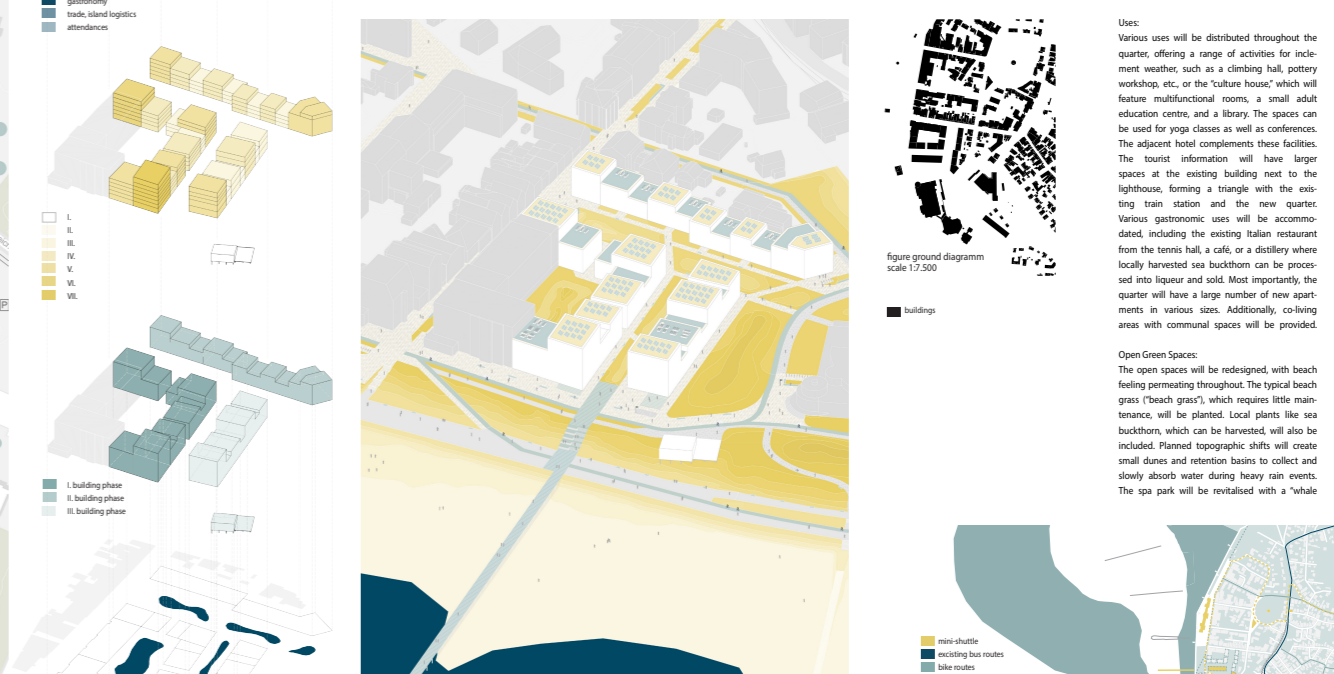 gastronomy
trade, island logistics
attendances
I.
II.
III.
IV.
V.
VI.
VII.
I. building phase
II. building phase
III. building phase
P
figure ground diagramm
scale 1:7.500
buildings
Uses:
Various uses will be distributed throughout the
quarter, offering a range of activities for incle-
ment weather, such as a climbing hall, pottery
workshop, etc., or the “culture house,” which will
feature multifunctional rooms, a small adult
education centre, and a library. The spaces can
be used for yoga classes as well as conferences.
The adjacent hotel complements these facilities.
The tourist information will have larger
spaces at the existing building next to the
lighthouse, forming a triangle with the exis-
ting train station and the new quarter.
Various gastronomic uses will be accommo-
dated, including the existing Italian restaurant
from the tennis hall, a café, or a distillery where
locally harvested sea buckthorn can be proces-
sed into liqueur and sold. Most importantly, the
quarter will have a large number of new apart-
ments in various sizes. Additionally, co-living
areas with communal spaces will be provided.
Open Green Spaces:
The open spaces will be redesigned, with beach
feeling permeating throughout. The typical beach
grass (“beach grass”), which requires little main-
tenance, will be planted. Local plants like sea
buckthorn, which can be harvested, will also be
included. Planned topographic shifts will create
small dunes and retention basins to collect and
slowly absorb water during heavy rain events.
The spa park will be revitalised with a “whale
mini-shuttle
excisting bus routes
bike routes